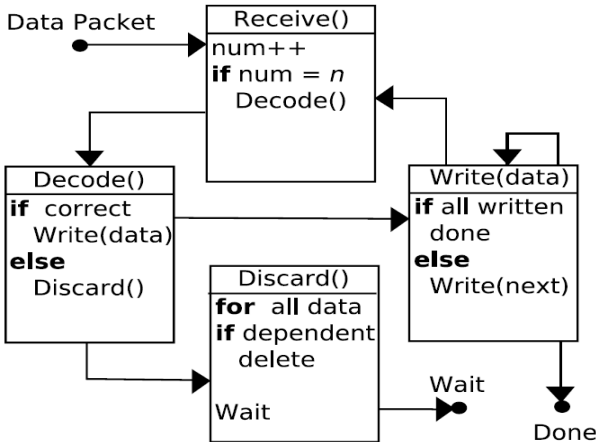 Data Packet
Receive()
num++
if num = n
Decode()
Decode()
if correct
Write(data)
else
Discard()
Write(data)
if all written
done
else
Write(next)
Discard()
for all data
if dependent
delete
Wait
Wait
Done